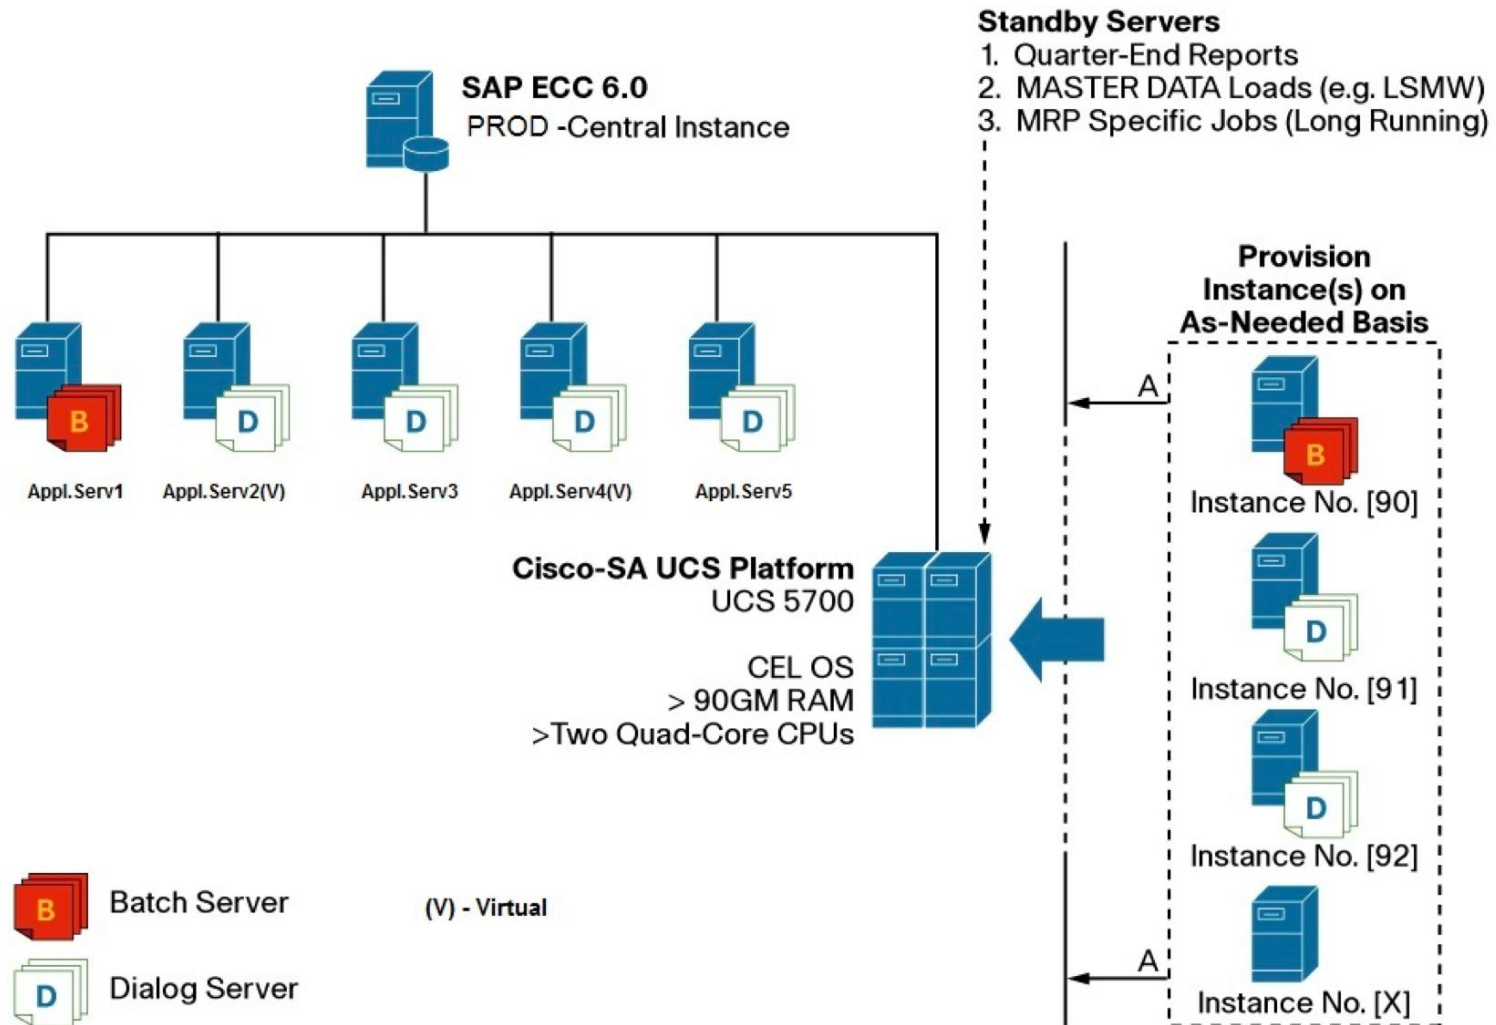 Standby Servers
1. Quarter-End Reports
2. MASTER DATA Loads (e.g. LSMW)
3. MRP Specific Jobs (Long Running)
SAP ECC 6.0
PROD -Central Instance
Provision
Instance(s) on
As-Needed Basis
B
D
D
D
D
Appl.Serv1
Appl.Serv2(V)
Appl.Serv3
Appl.Serv4(V)
Appl.Serv5
A
B
Instance No. [90]
Cisco-SA UCS Platform
UCS 5700
CEL OS
> 90GM RAM
>Two Quad-Core CPUs
D
Instance No. [91]
D
Instance No. [92]
A
Instance No. [X]
B
Batch Server
(V) - Virtual
D
Dialog Server